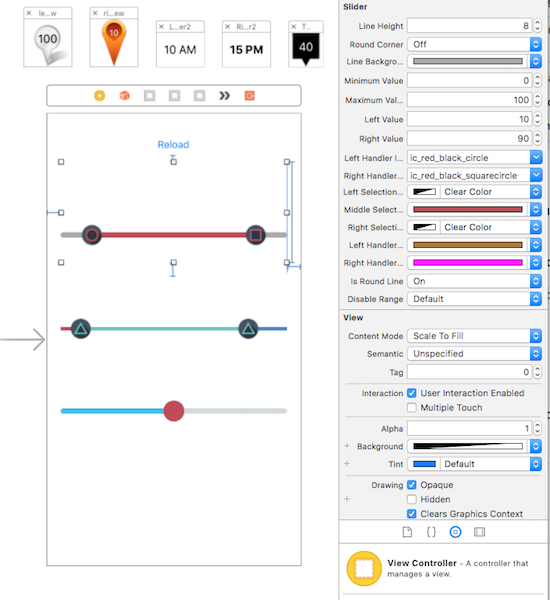 le...w
ri...ew
L...er2
Ri...r2
T...
100
10
10 AM
15 PM
40
Reload
Slider
Line Height
8
Round Corner
Off
Line Backgro...
Minimum Value
0
Maximum Val...
100
Left Value
10
Right Value
90
Left Handler I...
ic_red_black_circle
Right Handler...
ic_red_black_squarecircle
Left Selection...
Clear Color
Middle Select...
Right Selecti...
Clear Color
Left Handler...
Right Handler...
Is Round Line
On
Disable Range
Default
View
Content Mode
Scale To Fill
Semantic
Unspecified
Tag
0
Interaction
User Interaction Enabled
Multiple Touch
Alpha
1
Background
Tint
Default
Drawing
Opaque
Hidden
Clears Graphics Context
View Controller - A controller that
manages a view.